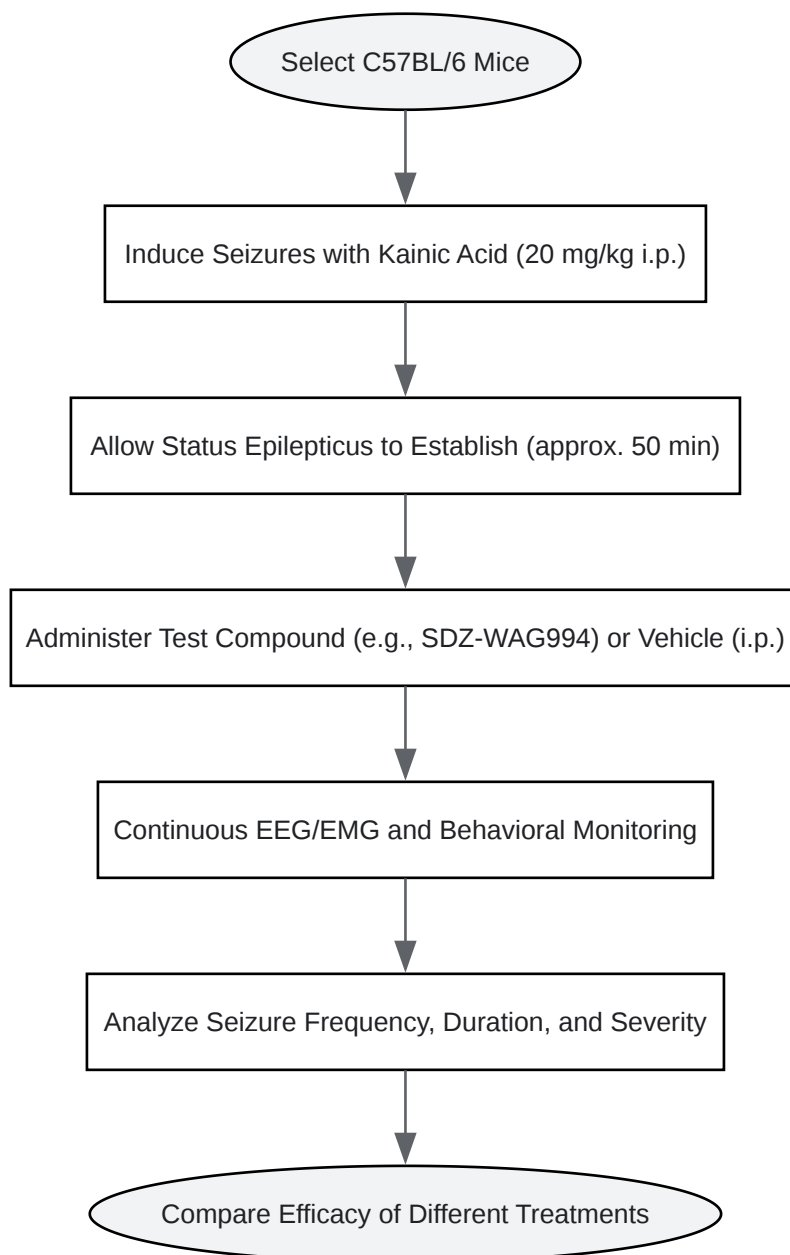 Select C57BL/6 Mice
Induce Seizures with Kainic Acid (20 mg/kg i.p.)
Allow Status Epilepticus to Establish (approx. 50 min)
Administer Test Compound (e.g., SDZ-WAG994) or Vehicle (i.p.)
Continuous EEG/EMG and Behavioral Monitoring
Analyze Seizure Frequency, Duration, and Severity
Compare Efficacy of Different Treatments